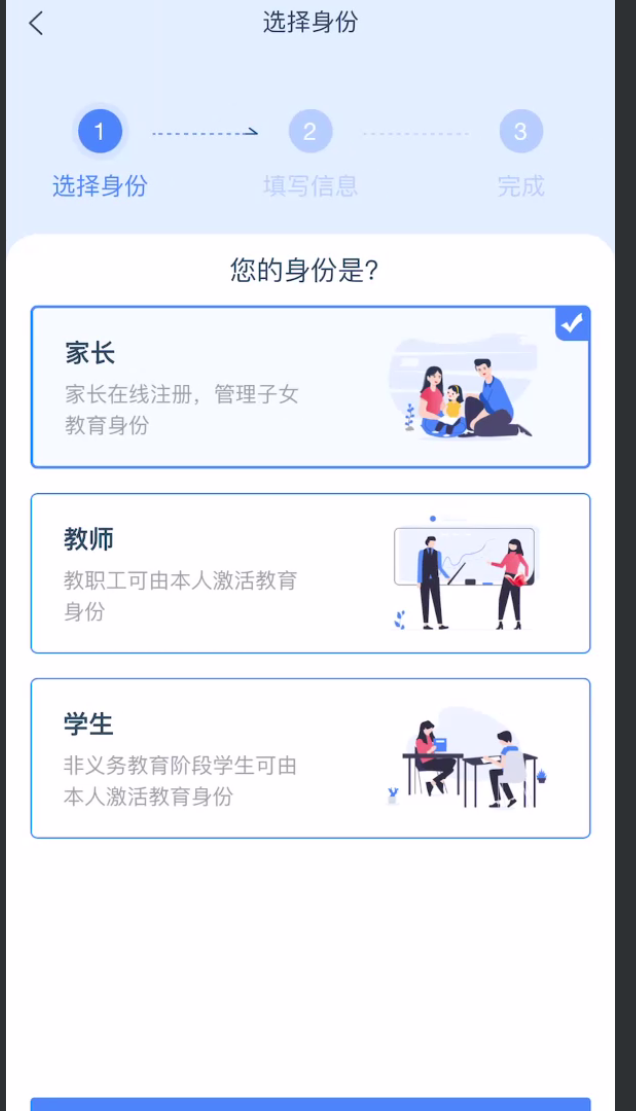 选择身份
1
2
3
选择身份
填写信息
完成
您的身份是?
家长
家长在线注册，管理子女
教育身份
教师
教职工可由本人激活教育
身份
学生
非义务教育阶段学生可由
本人激活教育身份